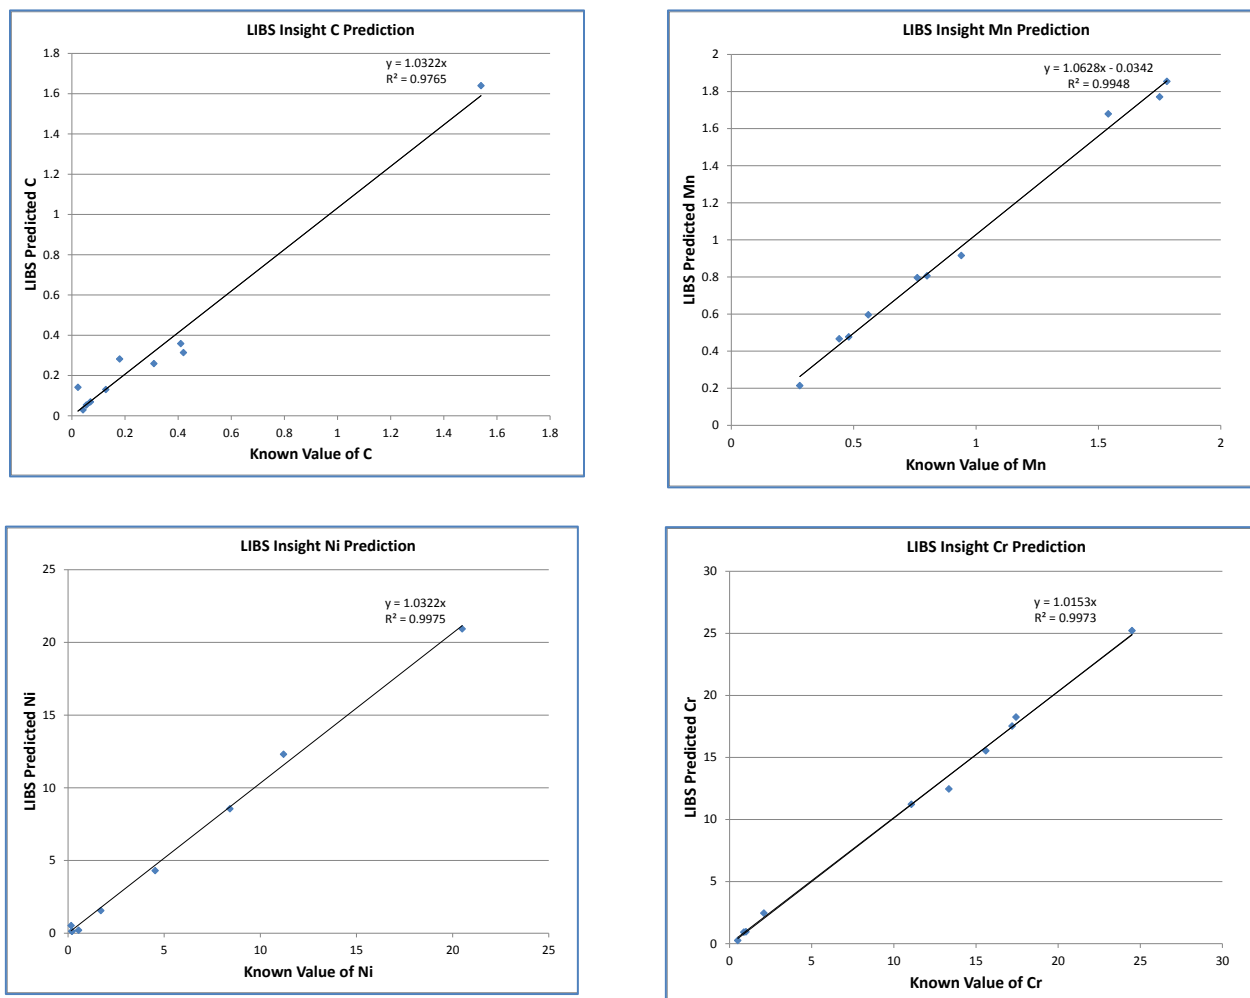 LIBS Insight C Prediction
1.8
y = 1.0322x
R² = 0.9765
1.6
1.4
1.2
1
0.8
0.6
0.4
0.2
0
0 0.2 0.4 0.6 0.8 1 1.2 1.4 1.6 1.8
LIBS Predicted C
Known Value of C
LIBS Insight Mn Prediction
2
y = 1.0628x - 0.0342
R² = 0.9948
1.8
1.6
1.4
1.2
1
0.8
0.6
0.4
0.2
0
0 0.5 1 1.5 2
LIBS Predicted Mn
Known Value of Mn
LIBS Insight Ni Prediction
25
y = 1.0322x
R² = 0.9975
20
15
10
5
0
0 5 10 15 20 25
LIBS Predicted Ni
Known Value of Ni
LIBS Insight Cr Prediction
30
y = 1.0153x
R² = 0.9973
25
20
15
10
5
0
0 5 10 15 20 25 30
LIBS Predicted Cr
Known Value of Cr